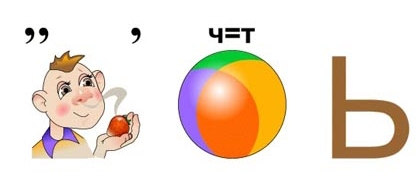 ,, , ч=т
Ь